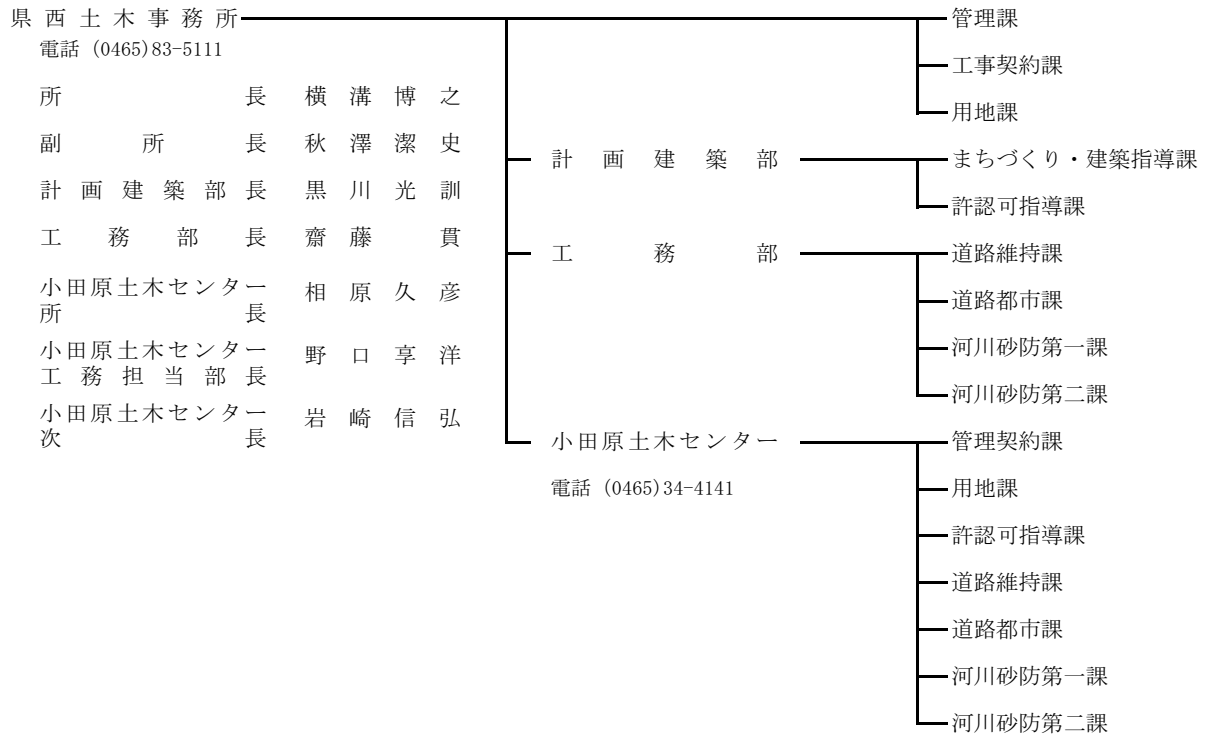 県西土木事務所
電話 (0465)83-5111
所長 横溝博之
副所長 秋澤潔史
計画建築部長 黒川光訓
工務部長 齋藤貫
小田原土木センター
所長 相原久彦
小田原土木センター
工務担当部長 野口享洋
小田原土木センター
次長 岩崎信弘
管理課
工事契約課
用地課
計画建築部
まちづくり・建築指導課
許認可指導課
工務部
道路維持課
道路都市課
河川砂防第一課
河川砂防第二課
小田原土木センター
電話 (0465)34-4141
管理契約課
用地課
許認可指導課
道路維持課
道路都市課
河川砂防第一課
河川砂防第二課